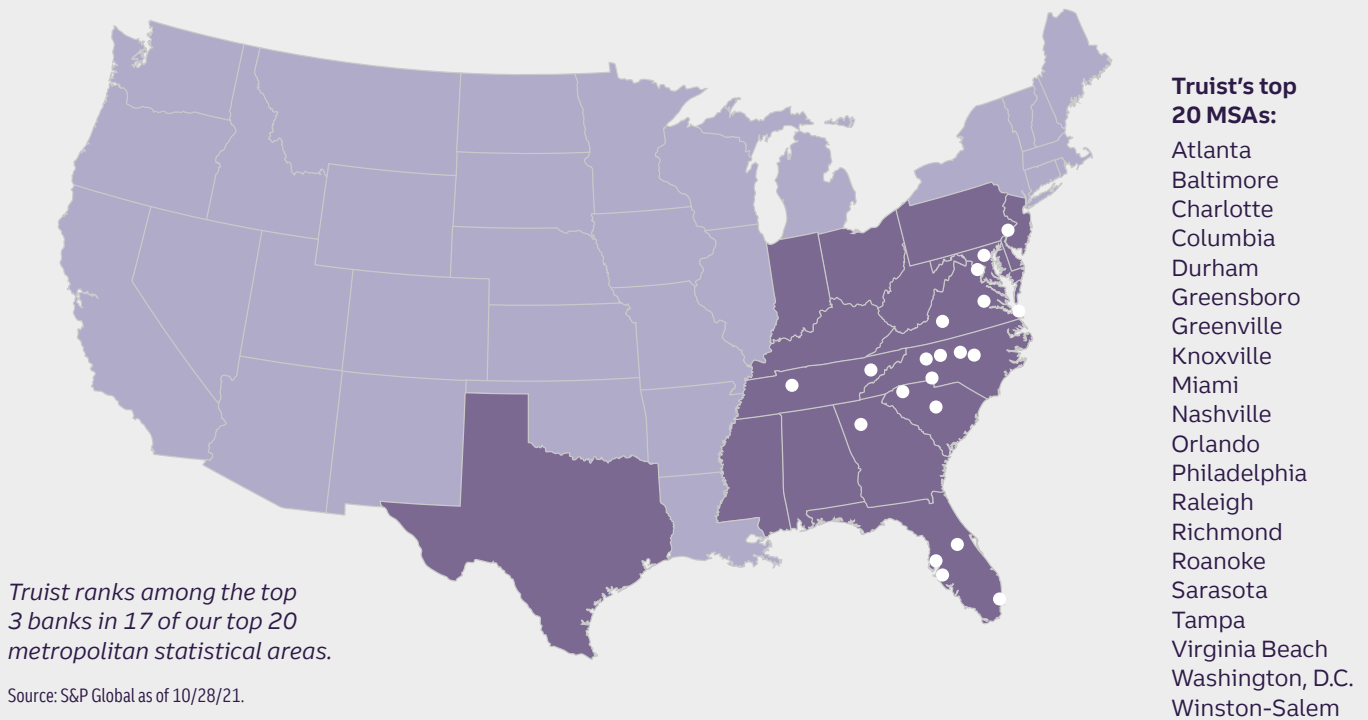 Truist's top
20 MSAs:
Atlanta
Baltimore
Charlotte
Columbia
Durham
Greensboro
Greenville
Knoxville
Miami
Nashville
Orlando
Philadelphia
Raleigh
Richmond
Roanoke
Sarasota
Tampa
Virginia Beach
Washington, D.C.
Winston-Salem
Truist ranks among the top
3 banks in 17 of our top 20
metropolitan statistical areas.
Source: S&P Global as of 10/28/21.